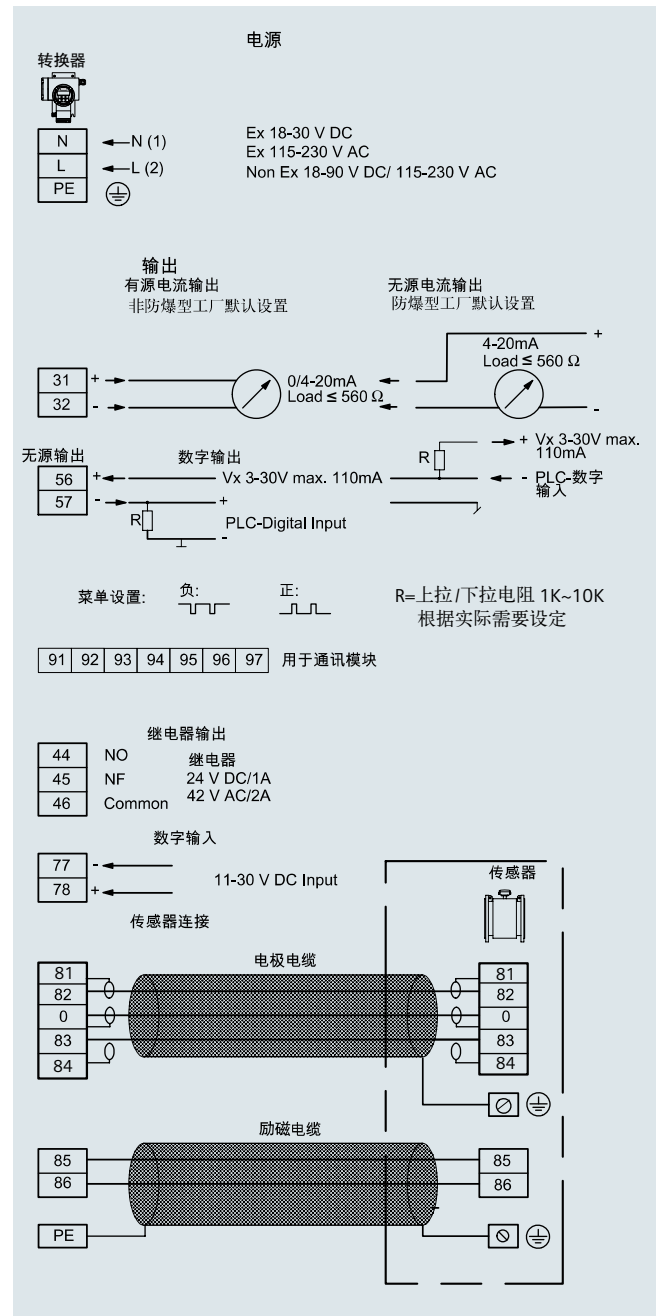 电源
转换器
N
N (1)
L
L (2)
PE
Ex 18-30 V DC
Ex 115-230 V AC
Non Ex 18-90 V DC/ 115-230 V AC
输出
有源电流输出
非防爆型工厂默认设置
无源电流输出
防爆型工厂默认设置
31
+
32
-
0/4-20mA
Load ≤ 560 Ω
4-20mA
Load ≤ 560 Ω
+
-
无源输出
数字输出
56
+
57
-
Vx 3-30V max. 110mA
+
R
PLC-Digital Input
-
R
+ Vx 3-30V max.
110mA
- PLC-数字
输入
菜单设置:
负:
正:
R=上拉/下拉电阻 1K~10K
根据实际需要设定
91 92 93 94 95 96 97 用于通讯模块
继电器输出
44 NO
45 NF
46 Common
继电器
24 V DC/1A
42 V AC/2A
数字输入
77 -
78 +
11-30 V DC Input
传感器
传感器连接
电极电缆
81
82
0
83
84
81
82
0
83
84
励磁电缆
85
86
PE
85
86